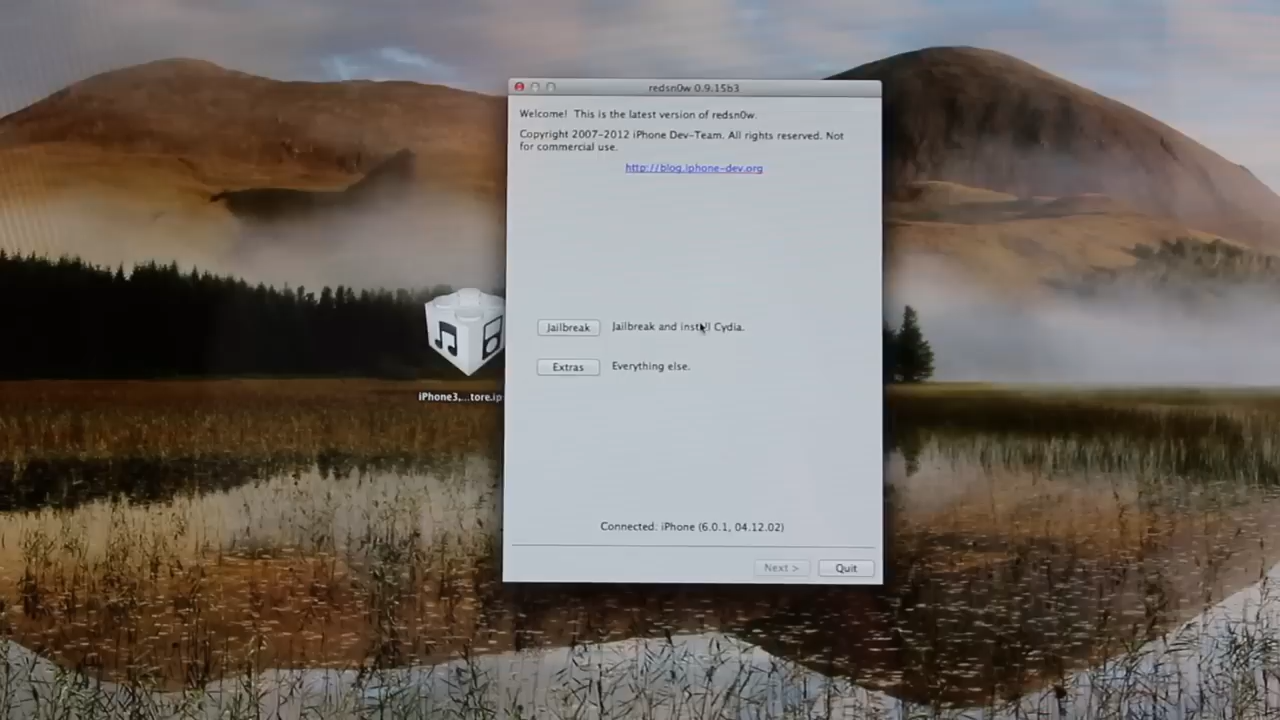 redsn0w 0.9.15b3
Welcome! This is the latest version of redsn0w.
Copyright 2007-2012 iPhone Dev-Team. All rights reserved. Not
for commercial use.
http://blog.iphone-dev.org
Jailbreak Jailbreak and install Cydia.
Extras Everything else.
iPhone3,...tore.ip
Connected: iPhone (6.0.1, 04.12.02)
Next > Quit